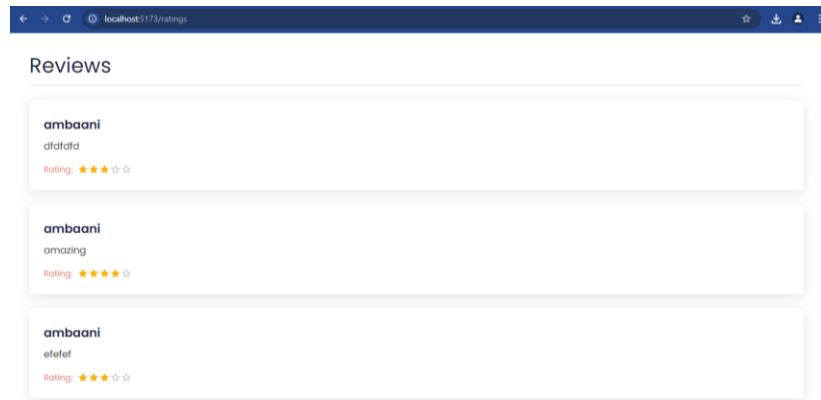 localhost:5173/ratings
Reviews
ambaani
dfdfdfd
Rating: ★★★☆☆
ambaani
amazing
Rating: ★★★★☆
ambaani
efefef
Rating: ★★★☆☆